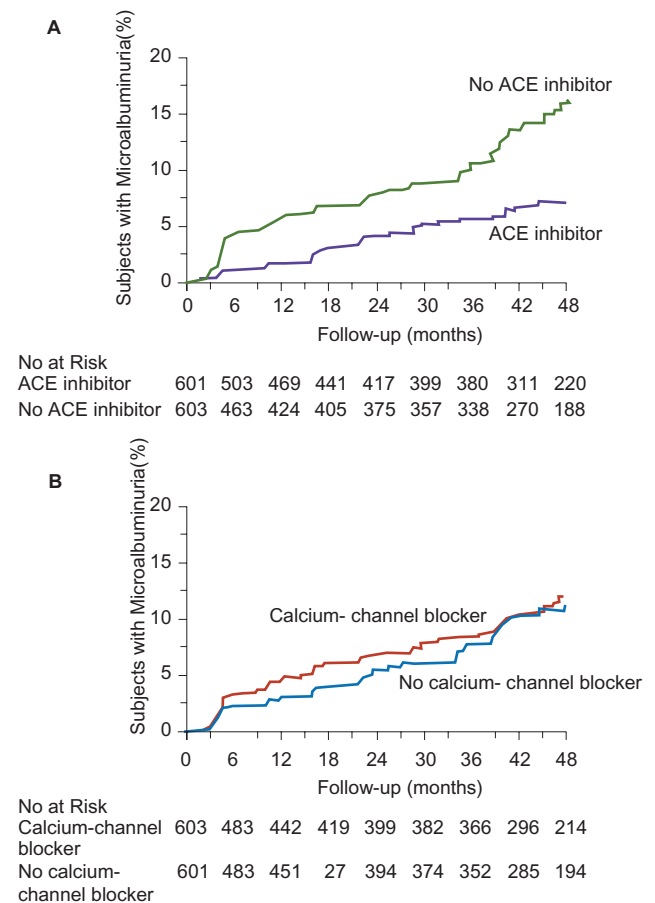 A
Subjects with Microalbuminuria(%)
20
15
10
5
0
No ACE inhibitor
ACE inhibitor
0 6 12 18 24 30 36 42 48
Follow-up (months)
No at Risk
ACE inhibitor 601 503 469 441 417 399 380 311 220
No ACE inhibitor 603 463 424 405 375 357 338 270 188
B
Subjects with Microalbuminuria(%)
20
15
10
5
0
Calcium- channel blocker
No calcium- channel blocker
0 6 12 18 24 30 36 42 48
Follow-up (months)
No at Risk
Calcium-channel 603 483 442 419 399 382 366 296 214
blocker
No calcium- 601 483 451 27 394 374 352 285 194
channel blocker